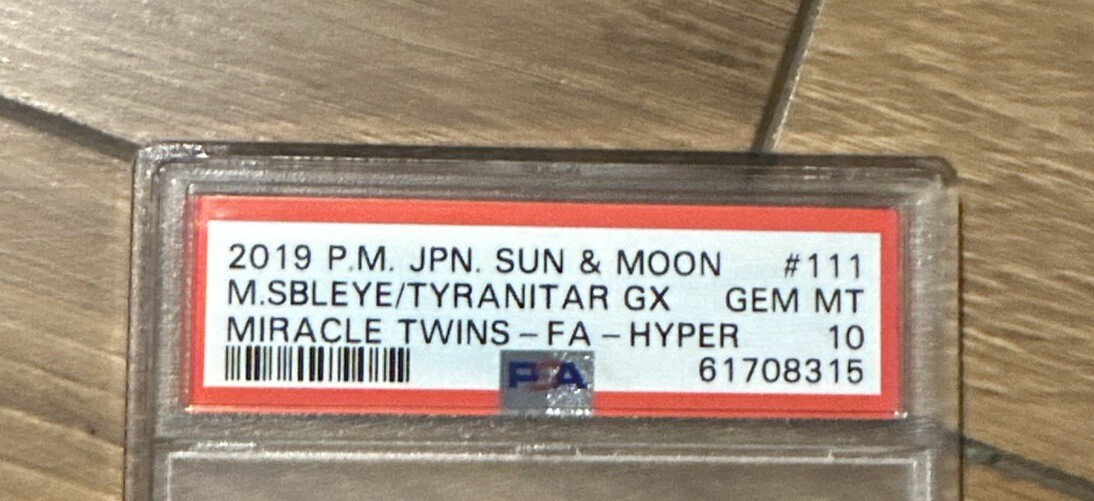 2019 P.M. JPN. SUN & MOON #111
M.SBLEYE/TYRANITAR GX GEM MT
MIRACLE TWINS-FA-HYPER 10
PSA 61708315